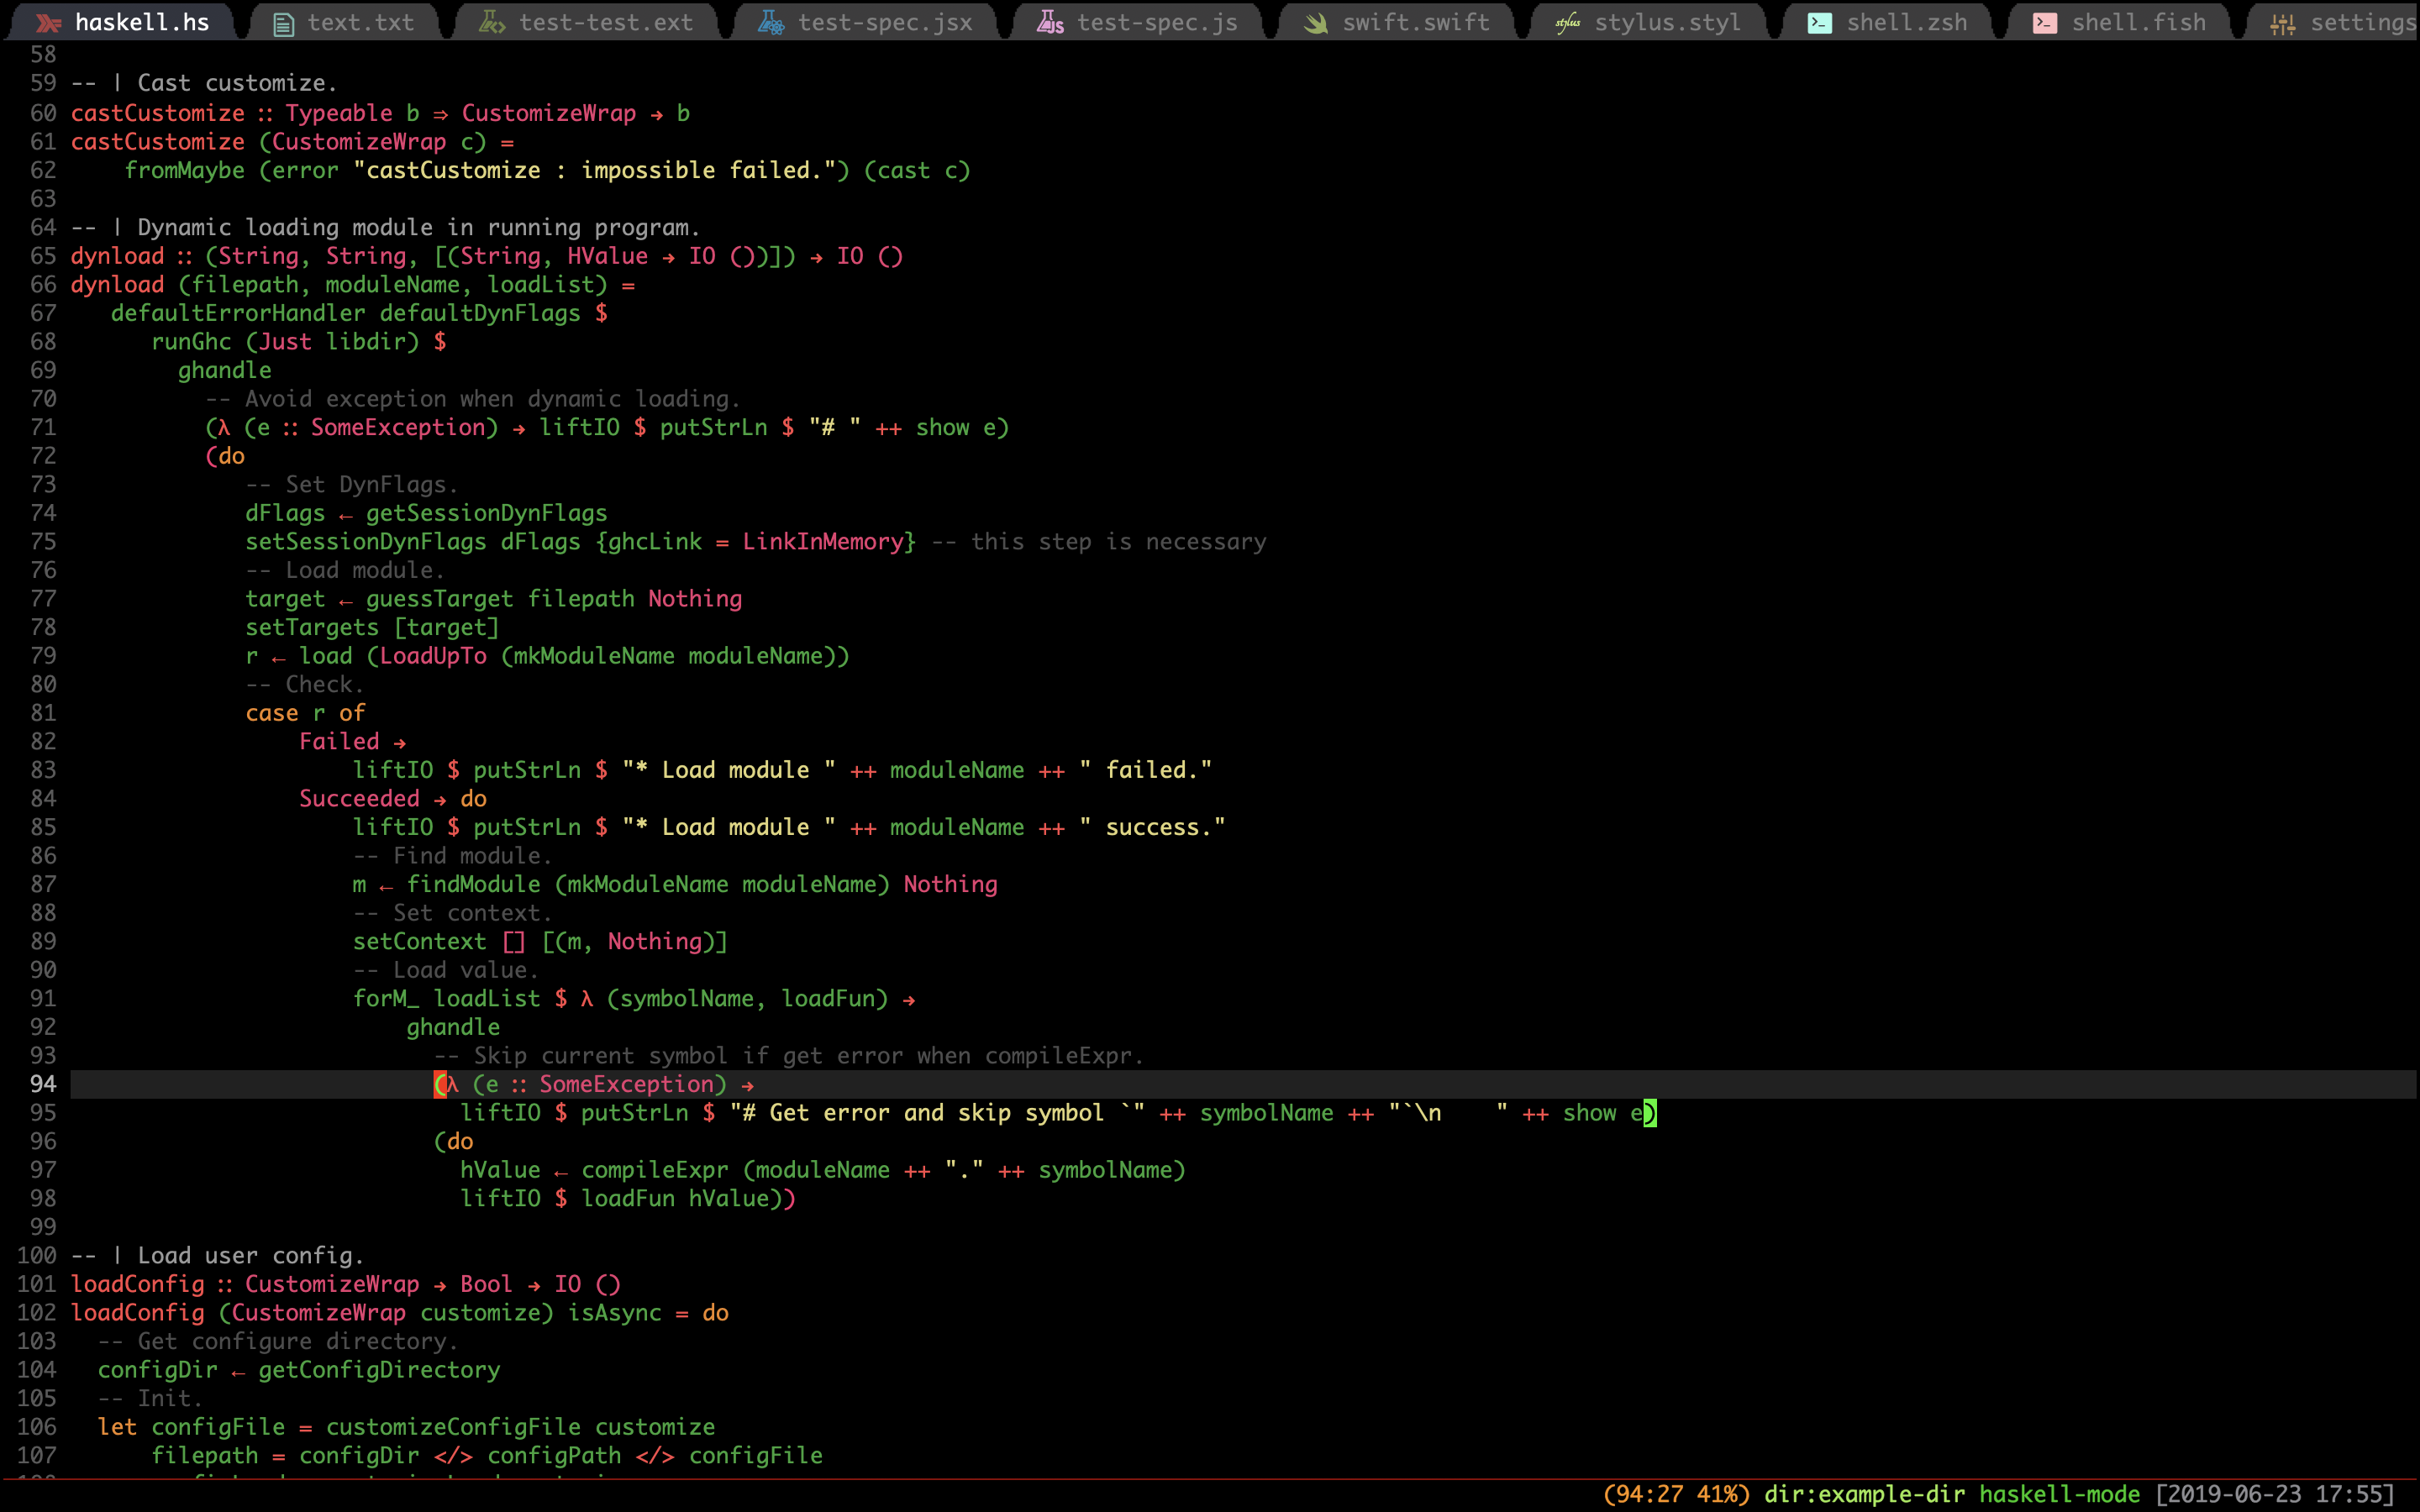 haskell.hs text.txt test-test.ext test-spec.jsx test-spec.js swift.swift stylus stylus.styl shell.zsh shell.fish settings
58
59 -- | Cast customize.
60 castCustomize :: Typeable b ⇒ CustomizeWrap → b
61 castCustomize (CustomizeWrap c) =
62     fromMaybe (error "castCustomize : impossible failed.") (cast c)
63
64 -- | Dynamic loading module in running program.
65 dynload :: (String, String, [(String, HValue → IO ())]) → IO ()
66 dynload (filepath, moduleName, loadList) =
67    defaultErrorHandler defaultDynFlags $
68       runGhc (Just libdir) $
69         ghandle
70           -- Avoid exception when dynamic loading.
71           (λ (e :: SomeException) → liftIO $ putStrLn $ "# " ++ show e)
72           (do
73              -- Set DynFlags.
74              dFlags ← getSessionDynFlags
75              setSessionDynFlags dFlags {ghcLink = LinkInMemory} -- this step is necessary
76              -- Load module.
77              target ← guessTarget filepath Nothing
78              setTargets [target]
79              r ← load (LoadUpTo (mkModuleName moduleName))
80              -- Check.
81              case r of
82                  Failed →
83                      liftIO $ putStrLn $ "* Load module " ++ moduleName ++ " failed."
84                  Succeeded → do
85                      liftIO $ putStrLn $ "* Load module " ++ moduleName ++ " success."
86                      -- Find module.
87                      m ← findModule (mkModuleName moduleName) Nothing
88                      -- Set context.
89                      setContext [] [(m, Nothing)]
90                      -- Load value.
91                      forM_ loadList $ λ (symbolName, loadFun) →
92                          ghandle
93                            -- Skip current symbol if get error when compileExpr.
94                            (λ (e :: SomeException) →
95                              liftIO $ putStrLn $ "# Get error and skip symbol `" ++ symbolName ++ "`\n    " ++ show e)
96                            (do
97                              hValue ← compileExpr (moduleName ++ "." ++ symbolName)
98                              liftIO $ loadFun hValue))
99
100 -- | Load user config.
101 loadConfig :: CustomizeWrap → Bool → IO ()
102 loadConfig (CustomizeWrap customize) isAsync = do
103   -- Get configure directory.
104   configDir ← getConfigDirectory
105   -- Init.
106   let configFile = customizeConfigFile customize
107       filepath = configDir </> configPath </> configFile
(94:27 41%) dir:example-dir haskell-mode [2019-06-23 17:55]